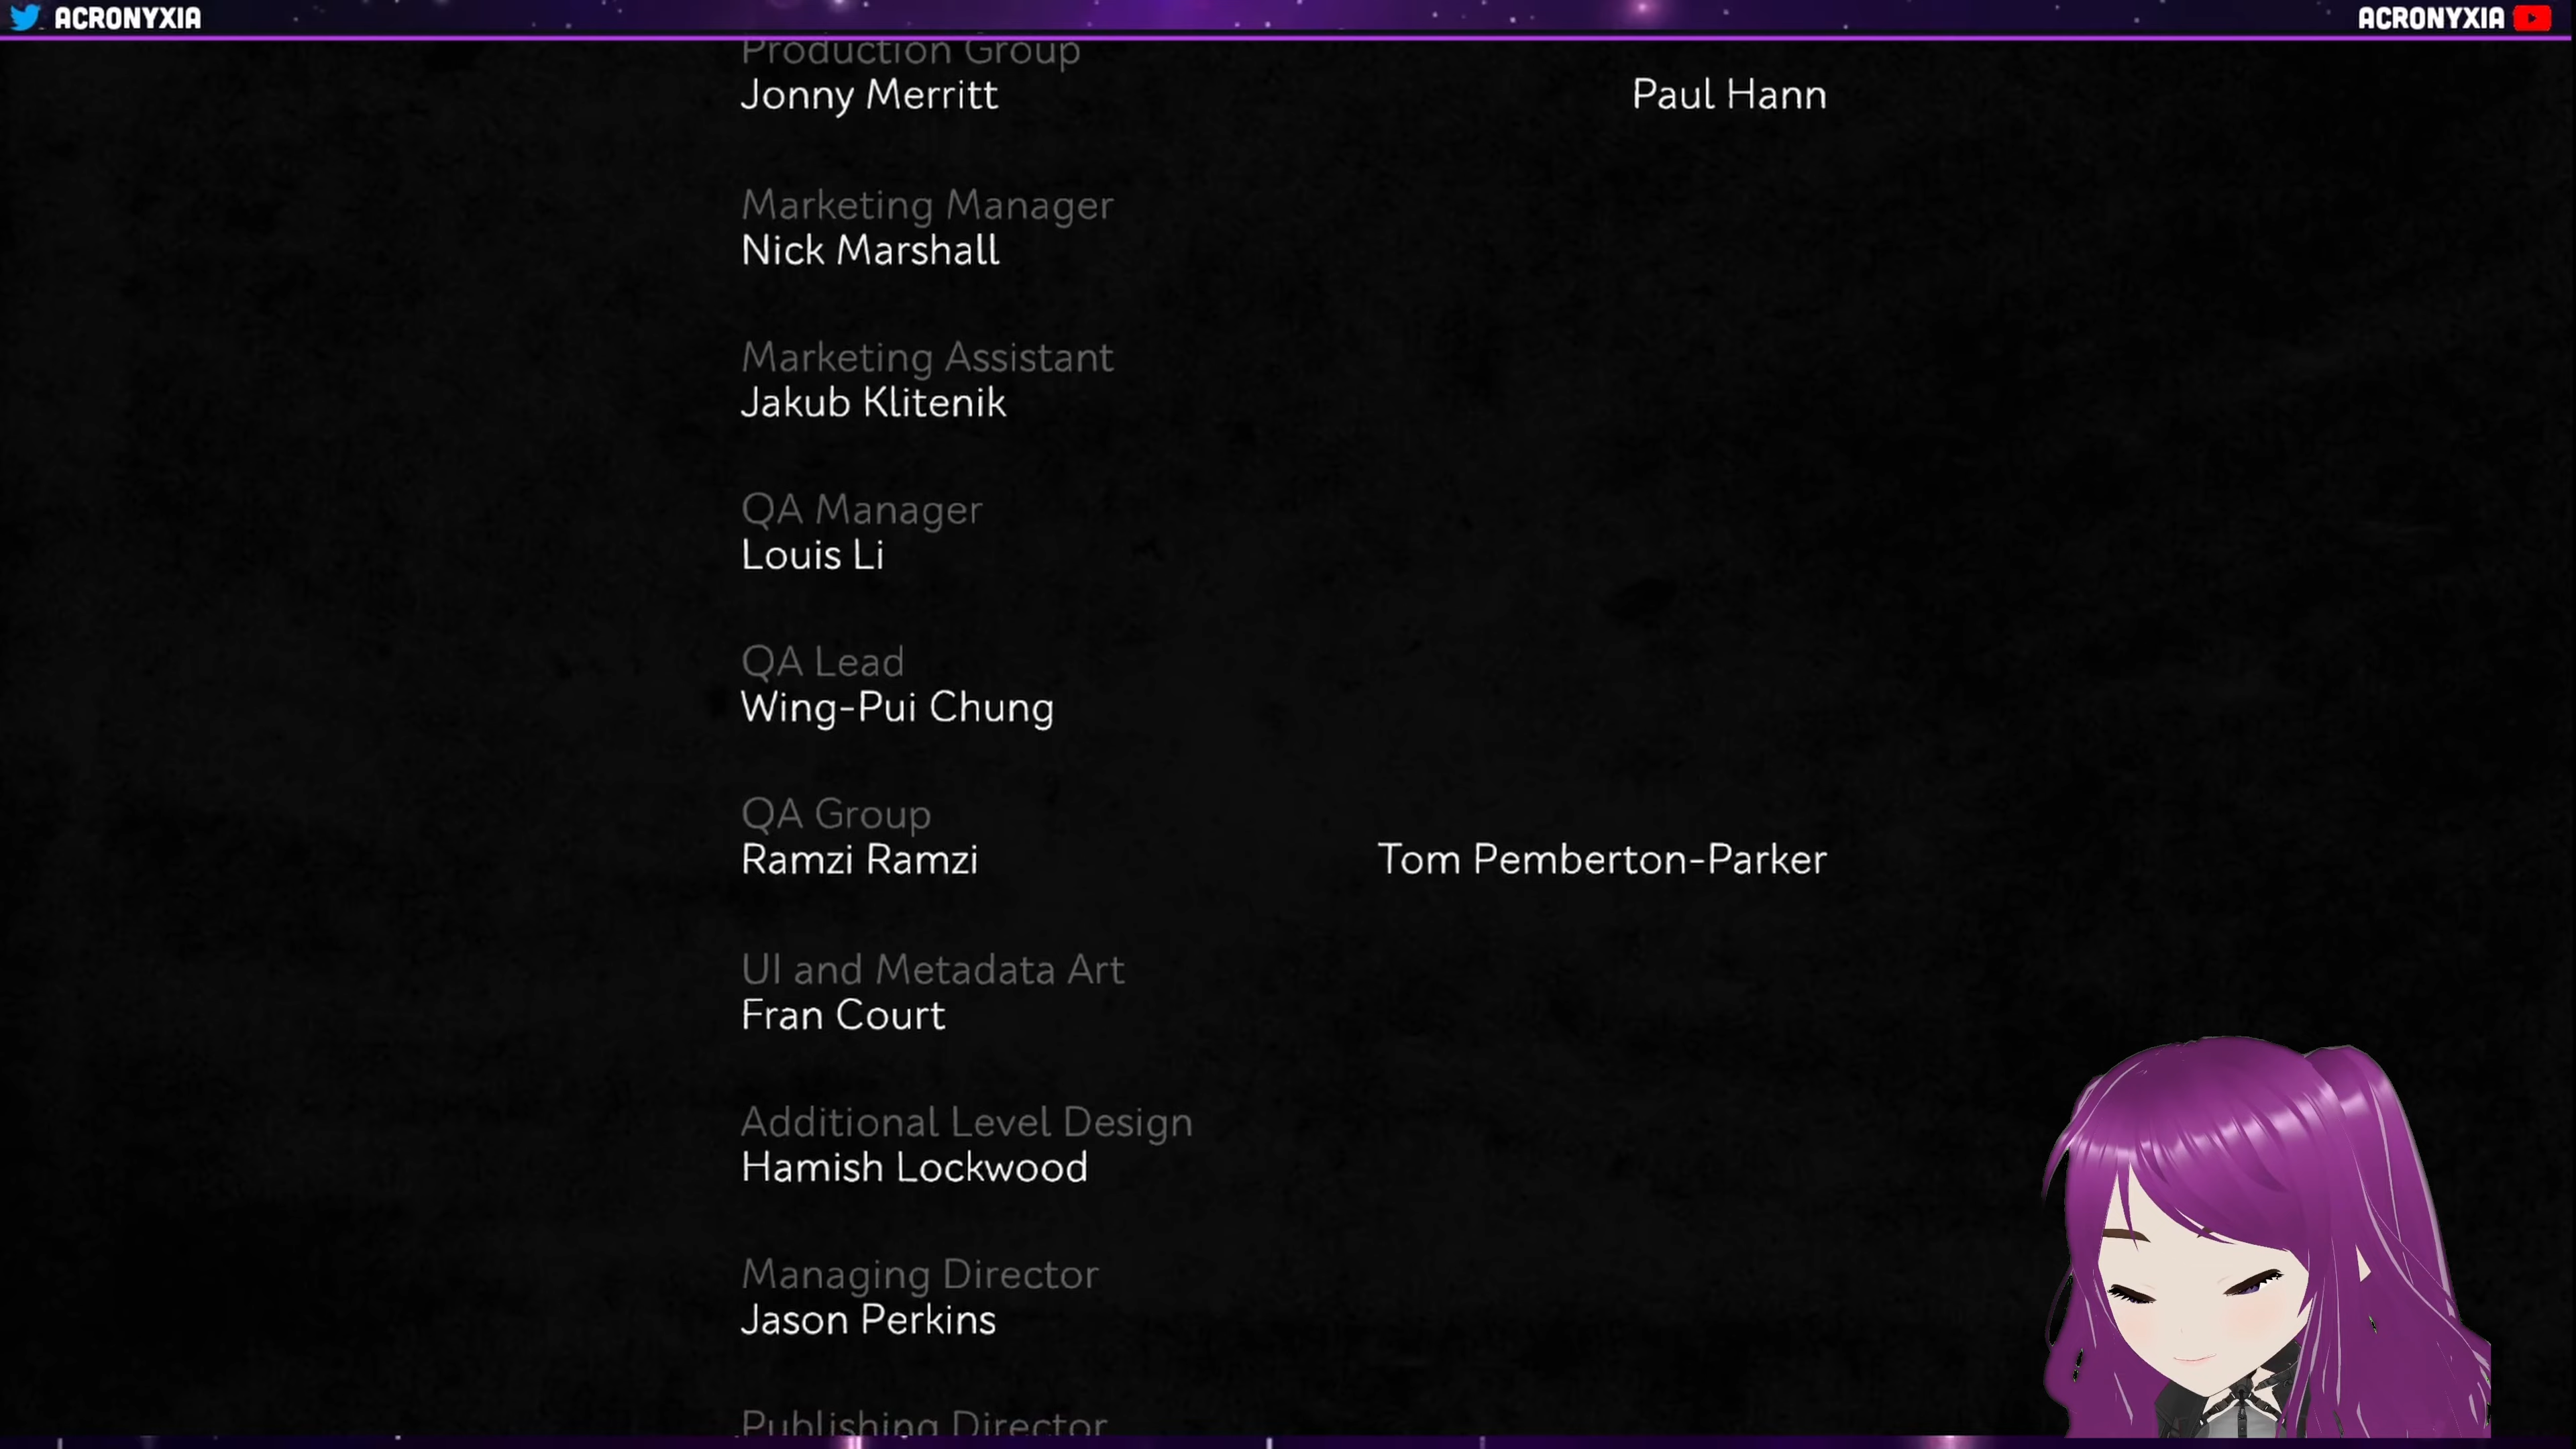 ACRONYXIA
ACRONYXIA
Production Group
Jonny Merritt Paul Hann
Marketing Manager
Nick Marshall
Marketing Assistant
Jakub Klitenik
QA Manager
Louis Li
QA Lead
Wing-Pui Chung
QA Group
Ramzi Ramzi Tom Pemberton-Parker
UI and Metadata Art
Fran Court
Additional Level Design
Hamish Lockwood
Managing Director
Jason Perkins
Publishing Director